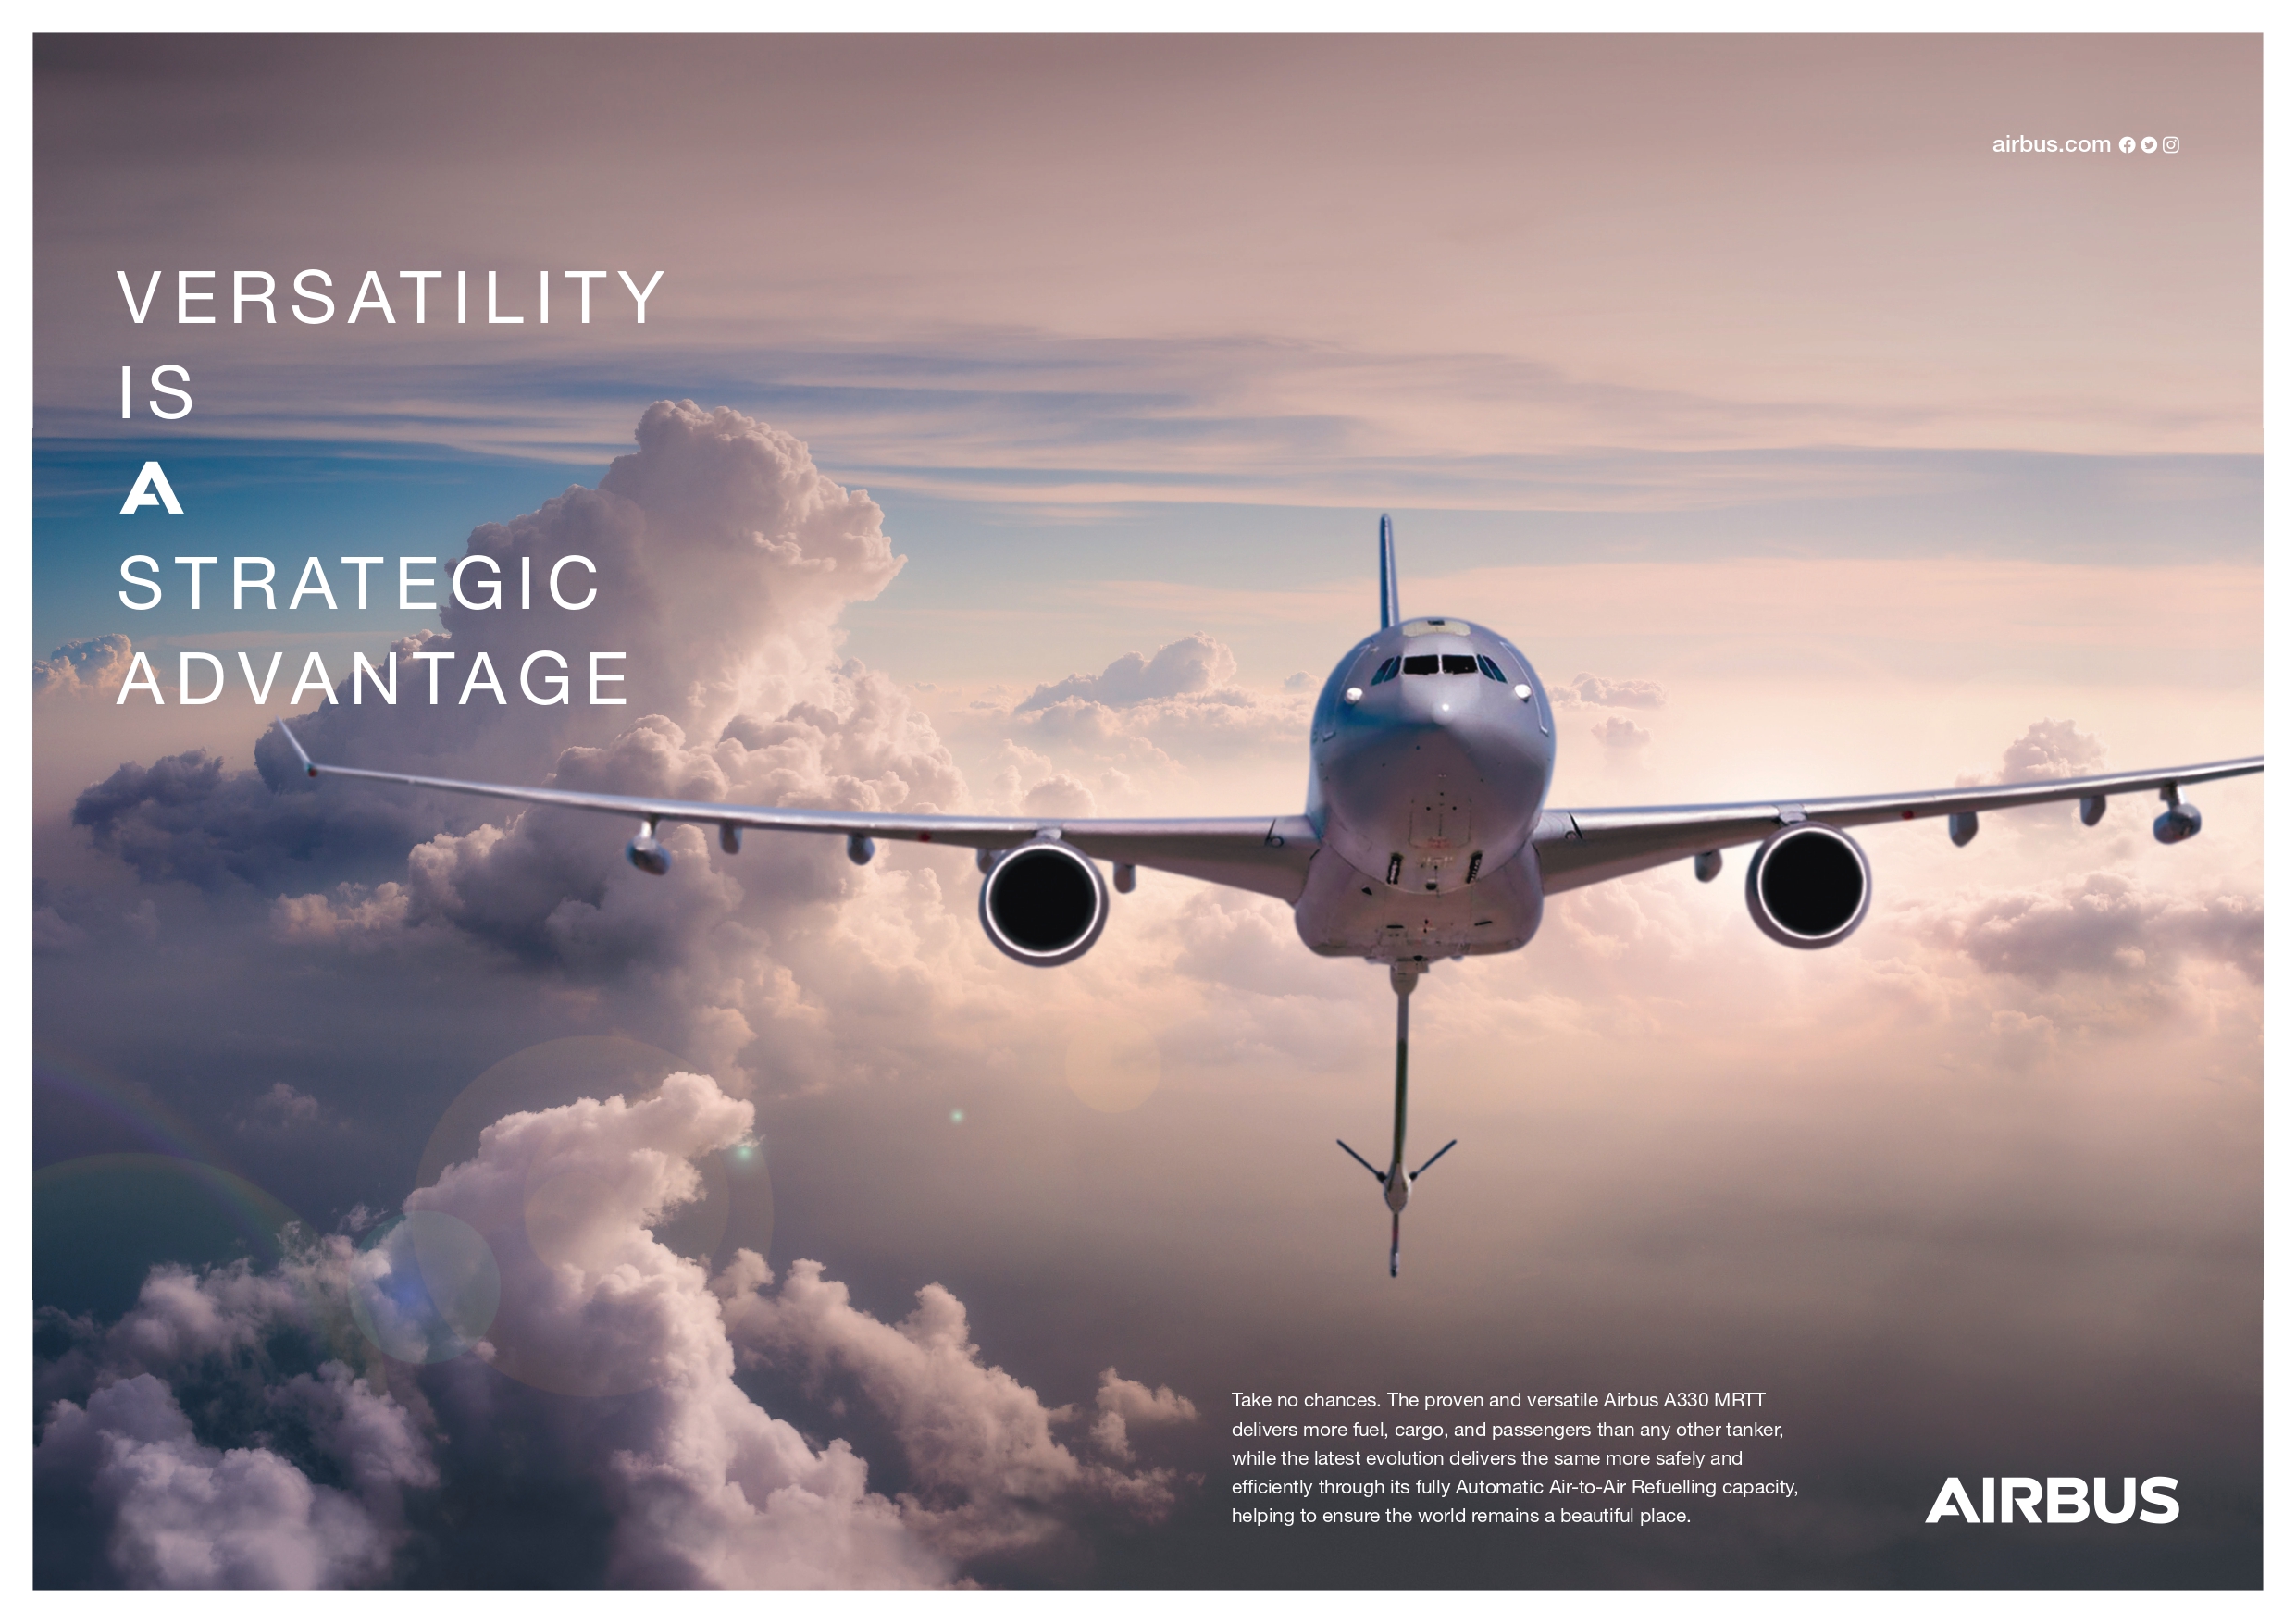 airbus.com
VERSATILITY
IS
A
STRATEGIC
ADVANTAGE
Take no chances. The proven and versatile Airbus A330 MRTT
delivers more fuel, cargo, and passengers than any other tanker,
while the latest evolution delivers the same more safely and
efficiently through its fully Automatic Air-to-Air Refuelling capacity,
helping to ensure the world remains a beautiful place.
AIRBUS